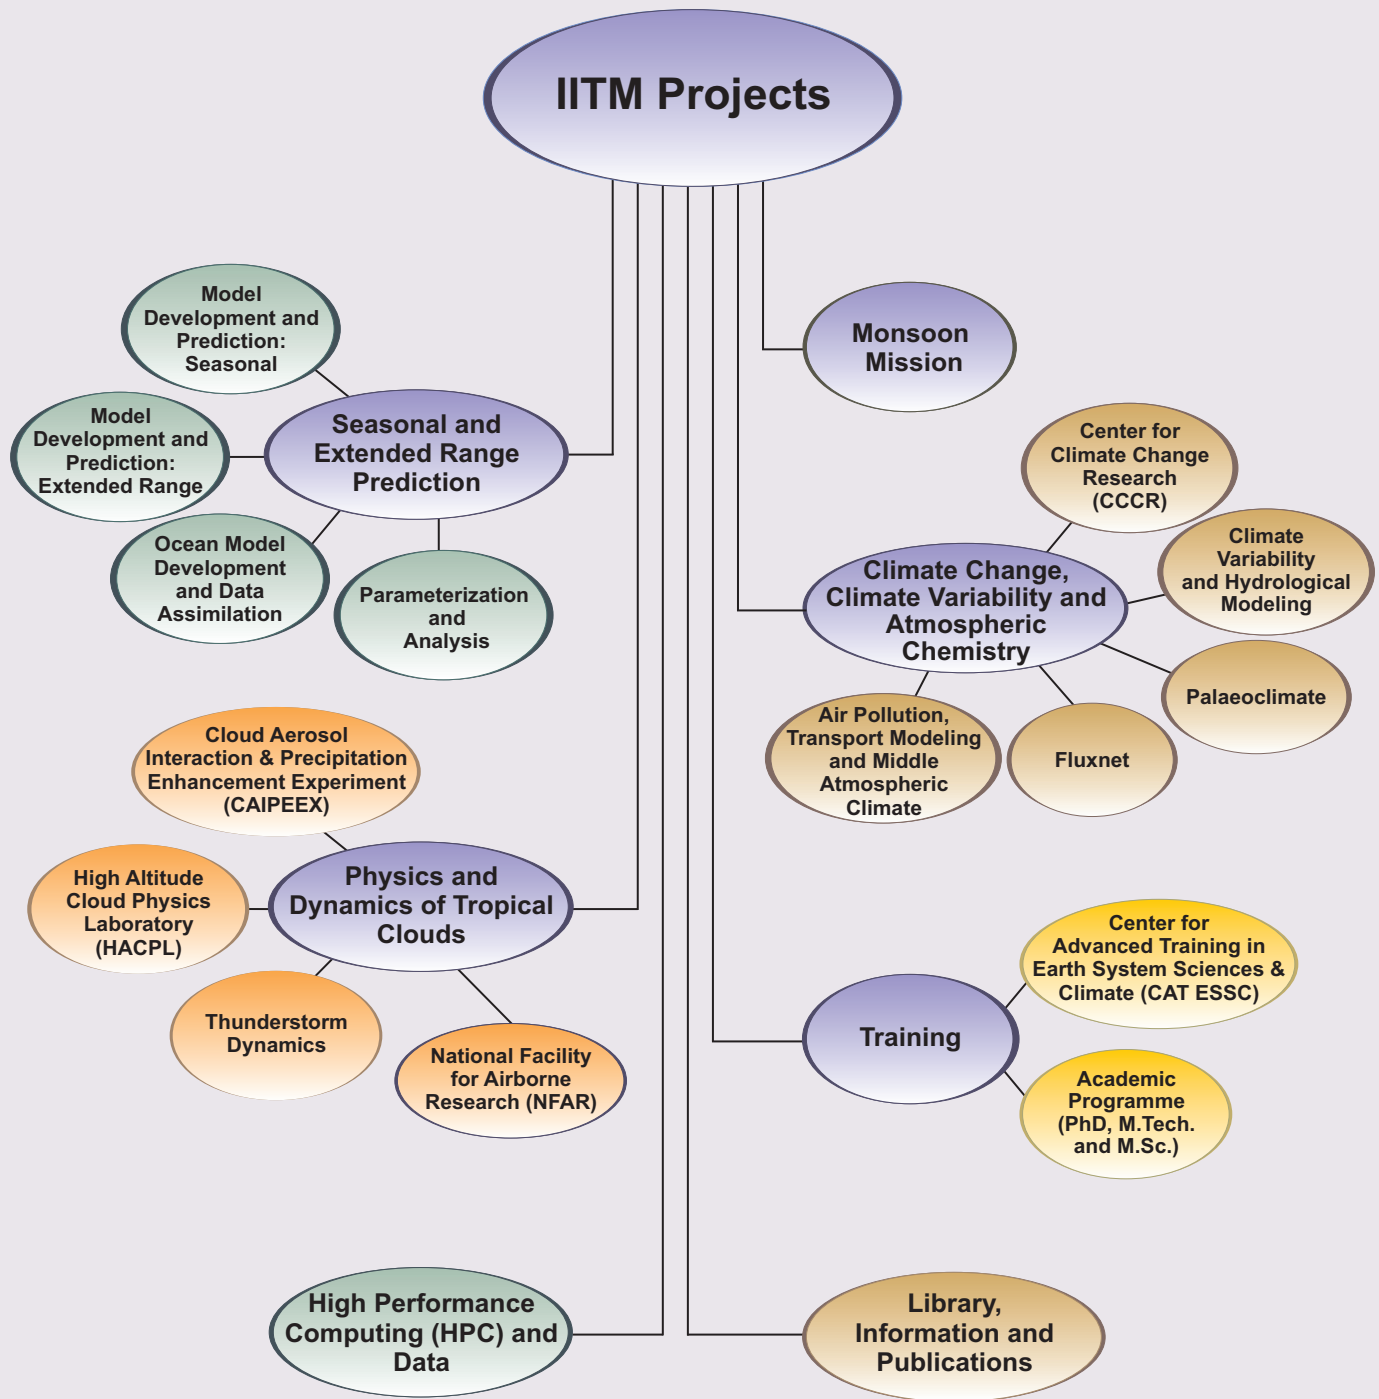 IITM Projects
Model
Development and
Prediction:
Seasonal
Model
Development and
Prediction:
Extended Range
Seasonal and
Extended Range
Prediction
Ocean Model
Development
and Data
Assimilation
Parameterization
and
Analysis
Monsoon
Mission
Center for
Climate Change
Research
(CCCR)
Climate
Variability
and Hydrological
Modeling
Climate Change,
Climate Variability and
Atmospheric
Chemistry
Palaeoclimate
Air Pollution,
Transport Modeling
and Middle
Atmospheric
Climate
Fluxnet
Cloud Aerosol
Interaction & Precipitation
Enhancement Experiment
(CAIPEEX)
High Altitude
Cloud Physics
Laboratory
(HACPL)
Physics and
Dynamics of Tropical
Clouds
Thunderstorm
Dynamics
National Facility
for Airborne
Research (NFAR)
Center for
Advanced Training in
Earth System Sciences &
Climate (CAT ESSC)
Training
Academic
Programme
(PhD, M.Tech.
and M.Sc.)
High Performance
Computing (HPC) and
Data
Library,
Information and
Publications